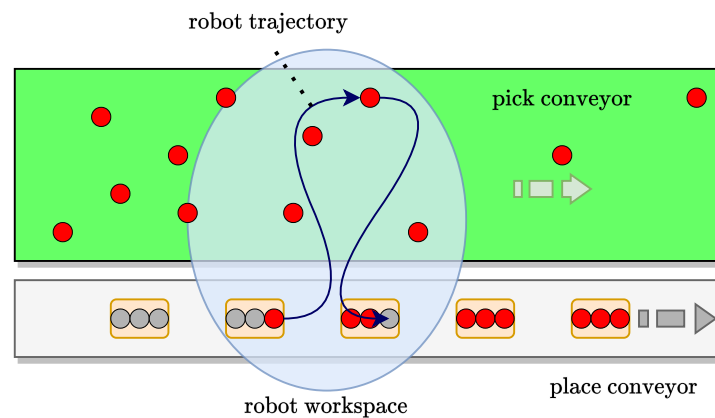 robot trajectory
pick conveyor
place conveyor
robot workspace